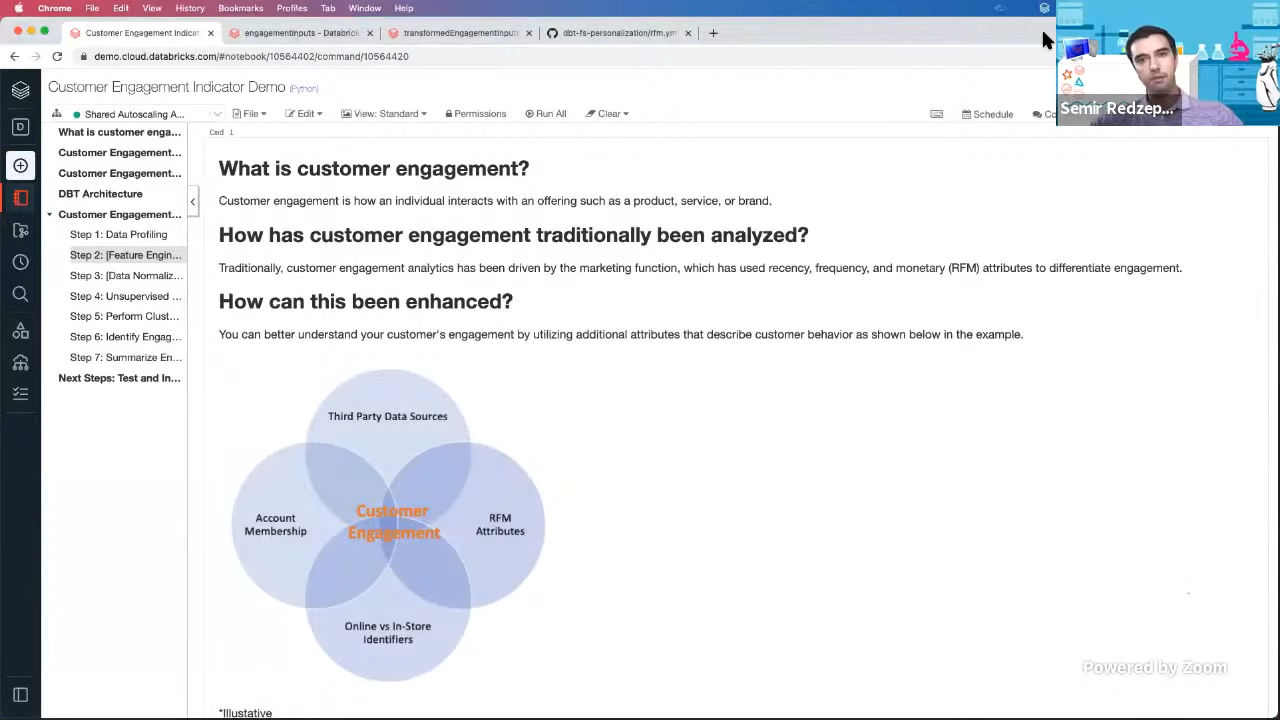 Chrome File Edit View History Bookmarks Profiles Tab Window Help
Customer Engagement Indicato
engagementInputs - Databrick
transformedEngagementInputs
dbt-fs-personalization/rfm.ym
demo.cloud.databricks.com/#notebook/10564402/command/10564420
Semir Redzep...
Customer Engagement Indicator Demo (Python)
Shared Autoscaling A...
File Edit View: Standard Permissions Run All Clear
Schedule
Co
What is customer enga...
Customer Engagement...
Customer Engagement...
DBT Architecture
Customer Engagement...
Step 1: Data Profiling
Step 2: [Feature Engin...
Step 3: [Data Normaliz...
Step 4: Unsupervised ...
Step 5: Perform Clust...
Step 6: Identify Engag...
Step 7: Summarize En...
Next Steps: Test and In...
Cmd 1
What is customer engagement?
Customer engagement is how an individual interacts with an offering such as a product, service, or brand.
How has customer engagement traditionally been analyzed?
Traditionally, customer engagement analytics has been driven by the marketing function, which has used recency, frequency, and monetary (RFM) attributes to differentiate engagement.
How can this been enhanced?
You can better understand your customer's engagement by utilizing additional attributes that describe customer behavior as shown below in the example.
Third Party Data Sources
Account
Membership
Customer
Engagement
RFM
Attributes
Online vs In-Store
Identifiers
*Illustative
Powered by Zoom